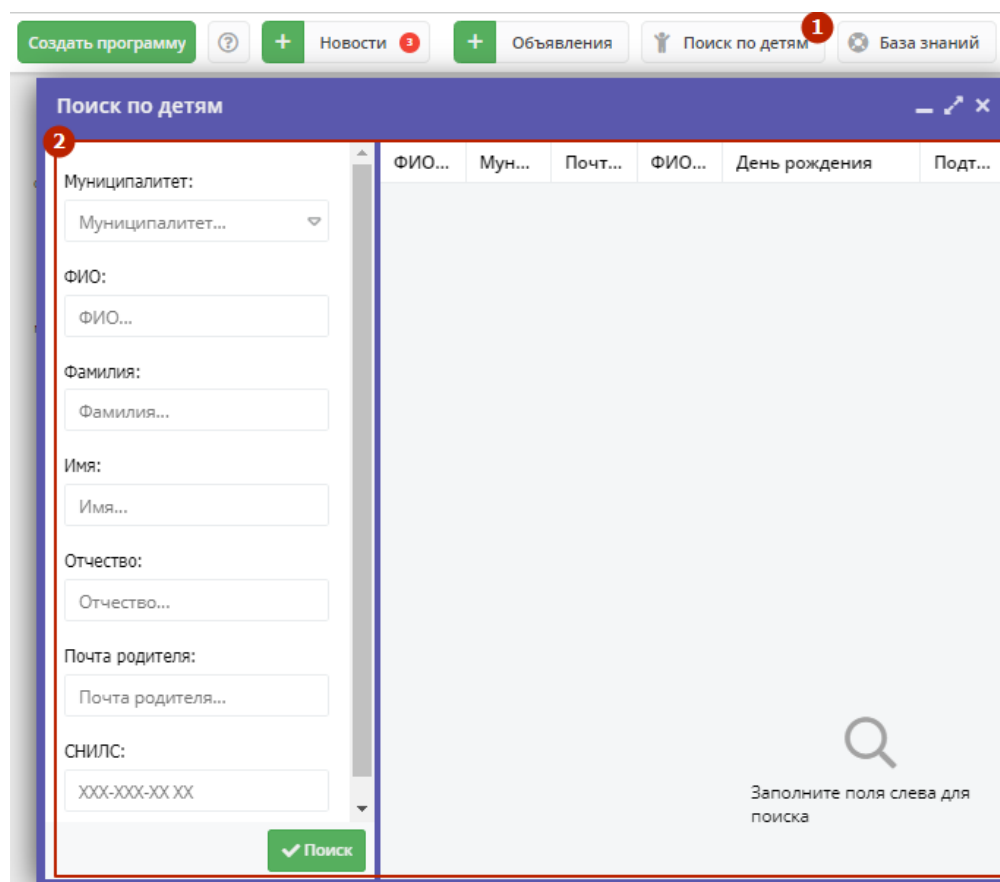 Создать программу ? + Новости 3 + Объявления Поиск по детям 1 База знаний
Поиск по детям
2
ФИО... Мун... Почт... ФИО... День рождения Подт...
Муниципалитет:
Муниципалитет...
ФИО:
ФИО...
Фамилия:
Фамилия...
Имя:
Имя...
Отчество:
Отчество...
Почта родителя:
Почта родителя...
СНИЛС:
XXX-XXX-XX XX
Поиск
Заполните поля слева для
поиска